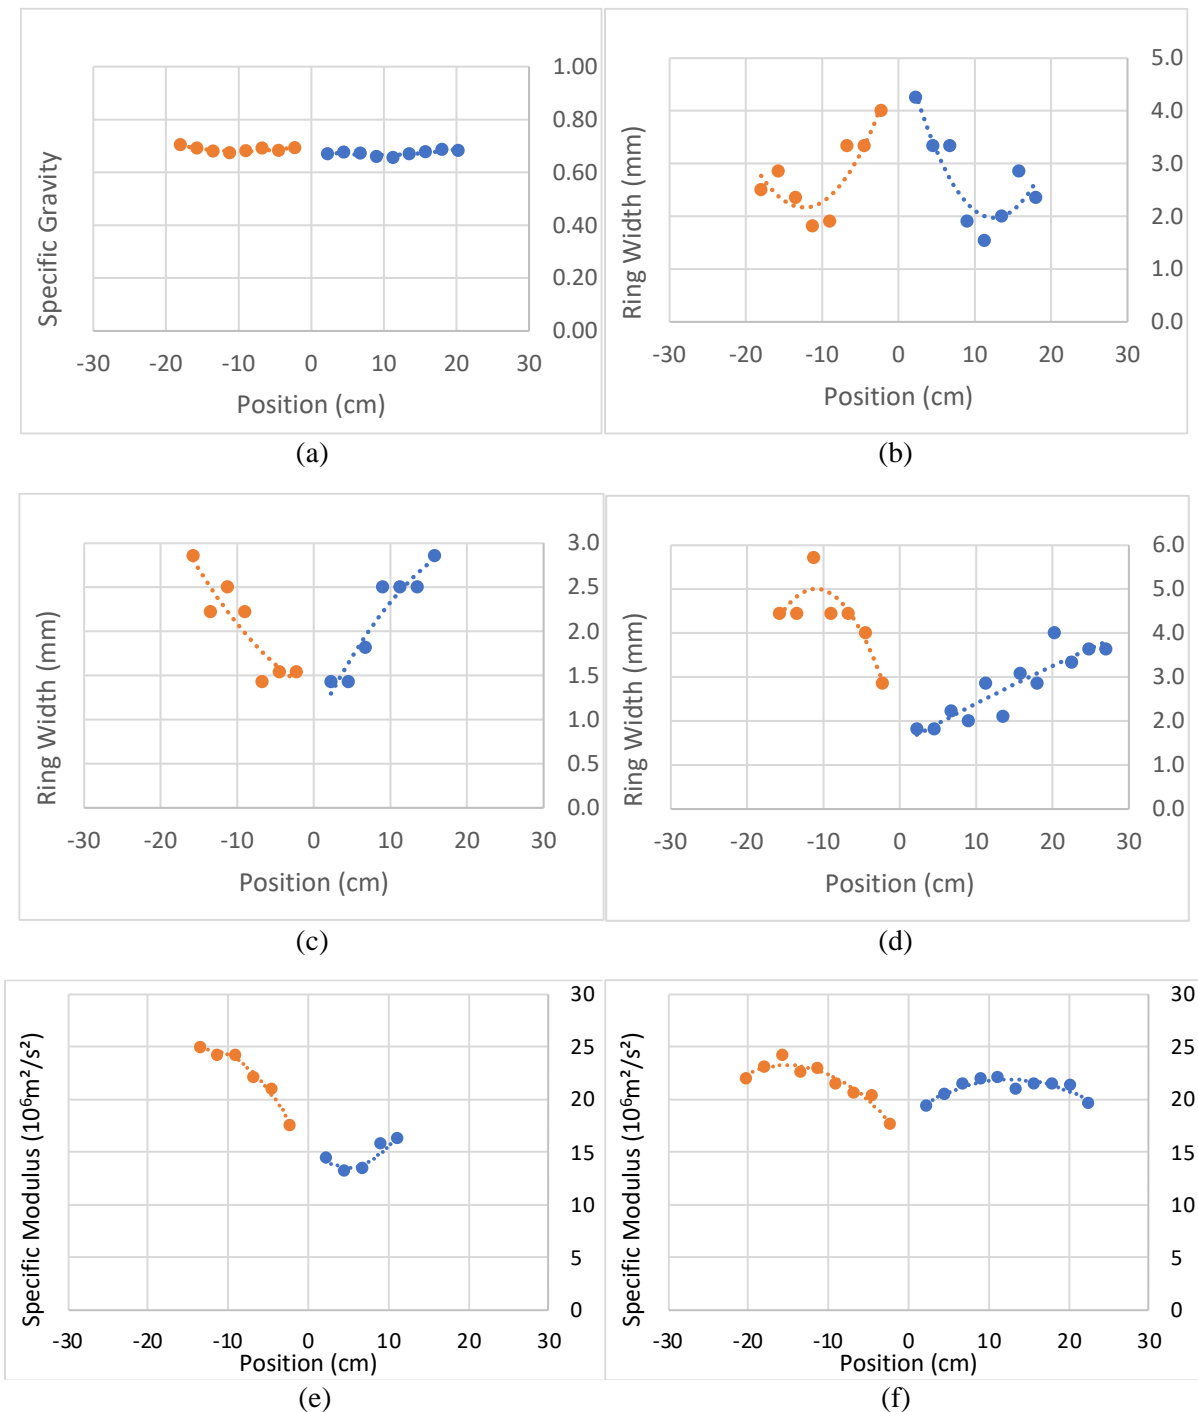 1.00
0.80
0.60
0.40
0.20
0.00
Specific Gravity
-30 -20 -10 0 10 20 30
Position (cm)
(a)
5.0
4.0
3.0
2.0
1.0
0.0
Ring Width (mm)
-30 -20 -10 0 10 20 30
Position (cm)
(b)
3.0
2.5
2.0
1.5
1.0
0.5
0.0
Ring Width (mm)
-30 -20 -10 0 10 20 30
Position (cm)
(c)
6.0
5.0
4.0
3.0
2.0
1.0
0.0
Ring Width (mm)
-30 -20 -10 0 10 20 30
Position (cm)
(d)
30
25
20
15
10
5
0
Specific Modulus (10⁶m²/s²)
-30 -20 -10 0 10 20 30
Position (cm)
(e)
30
25
20
15
10
5
0
Specific Modulus (10⁶m²/s²)
-30 -20 -10 0 10 20 30
Position (cm)
(f)